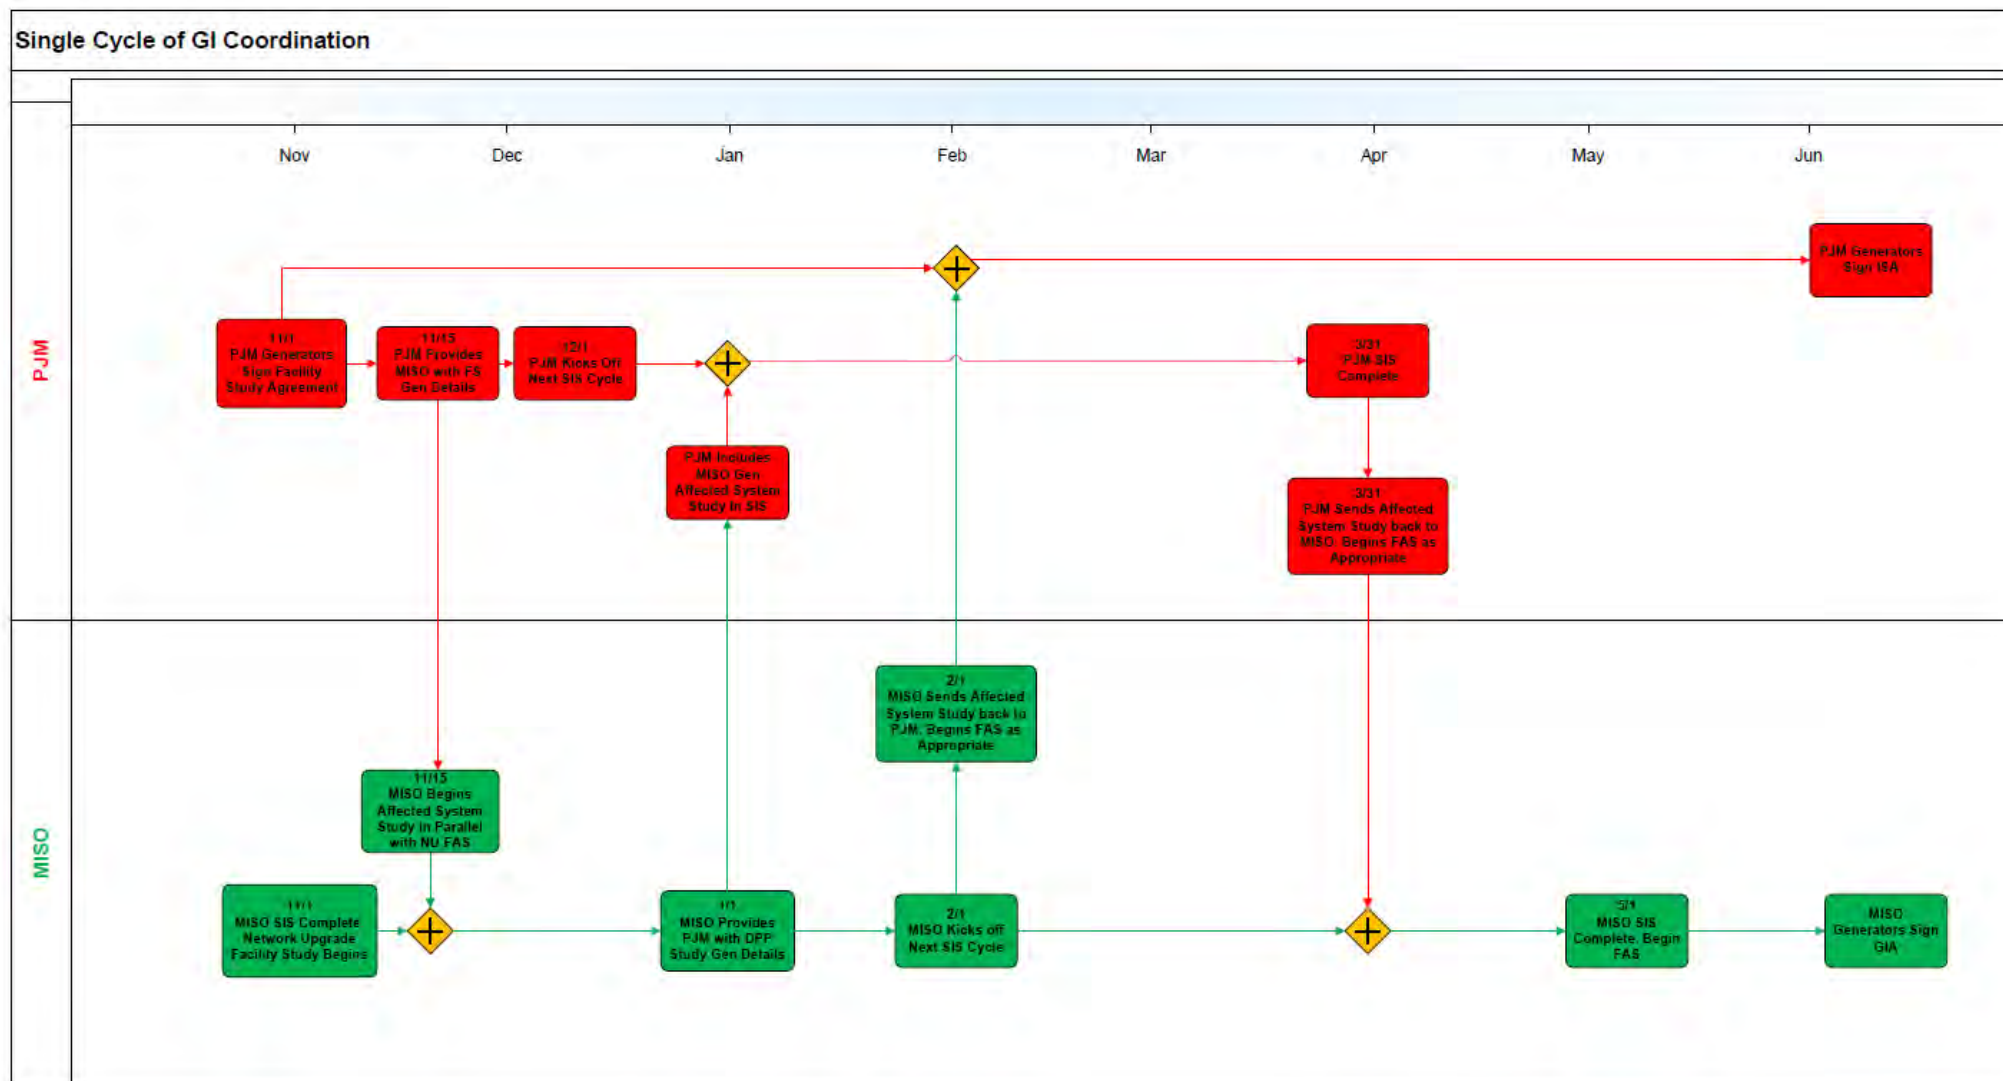 Single Cycle of GI Coordination
Nov
Dec
Jan
Feb
Mar
Apr
May
Jun
PJM
PJM Generators
Sign ISA
11/1
PJM Generators
Sign Facility
Study Agreement
11/15
PJM Provides
MISO with FS
Gen Details
12/1
PJM Kicks Off
Next SIS Cycle
3/31
PJM SIS
Complete
PJM Includes
MISO Gen
Affected System
Study in SIS
3/31
PJM Sends Affected
System Study back to
MISO. Begins FAS as
Appropriate
MISO
2/1
MISO Sends Affected
System Study back to
PJM. Begins FAS as
Appropriate
11/15
MISO Begins
Affected System
Study in Parallel
with NU FAS
11/1
MISO SIS Complete
Network Upgrade
Facility Study Begins
1/1
MISO Provides
PJM with DPP
Study Gen Details
2/1
MISO Kicks off
Next SIS Cycle
5/1
MISO SIS
Complete. Begin
FAS
MISO
Generators Sign
GIA